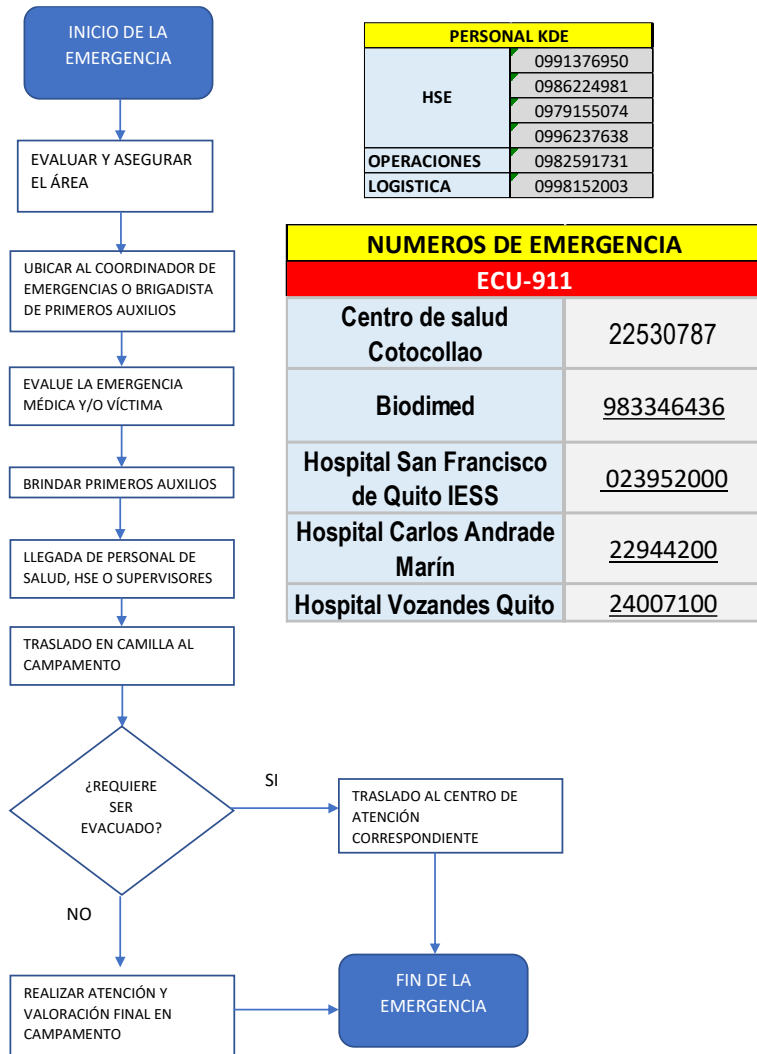 INICIO DE LA
EMERGENCIA
EVALUAR Y ASEGURAR
EL ÁREA
UBICAR AL COORDINADOR DE
EMERGENCIAS O BRIGADISTA
DE PRIMEROS AUXILIOS
EVALUE LA EMERGENCIA
MÉDICA Y/O VÍCTIMA
BRINDAR PRIMEROS AUXILIOS
LLEGADA DE PERSONAL DE
SALUD, HSE O SUPERVISORES
TRASLADO EN CAMILLA AL
CAMPAMENTO
¿REQUIERE
SER
EVACUADO?
SI
TRASLADO AL CENTRO DE
ATENCIÓN
CORRESPONDIENTE
NO
REALIZAR ATENCIÓN Y
VALORACIÓN FINAL EN
CAMPAMENTO
FIN DE LA
EMERGENCIA
PERSONAL KDE
HSE
0991376950
0986224981
0979155074
0996237638
OPERACIONES 0982591731
LOGISTICA 0998152003
NUMEROS DE EMERGENCIA
ECU-911
Centro de salud
Cotocollao
22530787
Biodimed 983346436
Hospital San Francisco
de Quito IESS
023952000
Hospital Carlos Andrade
Marín
22944200
Hospital Vozandes Quito 24007100